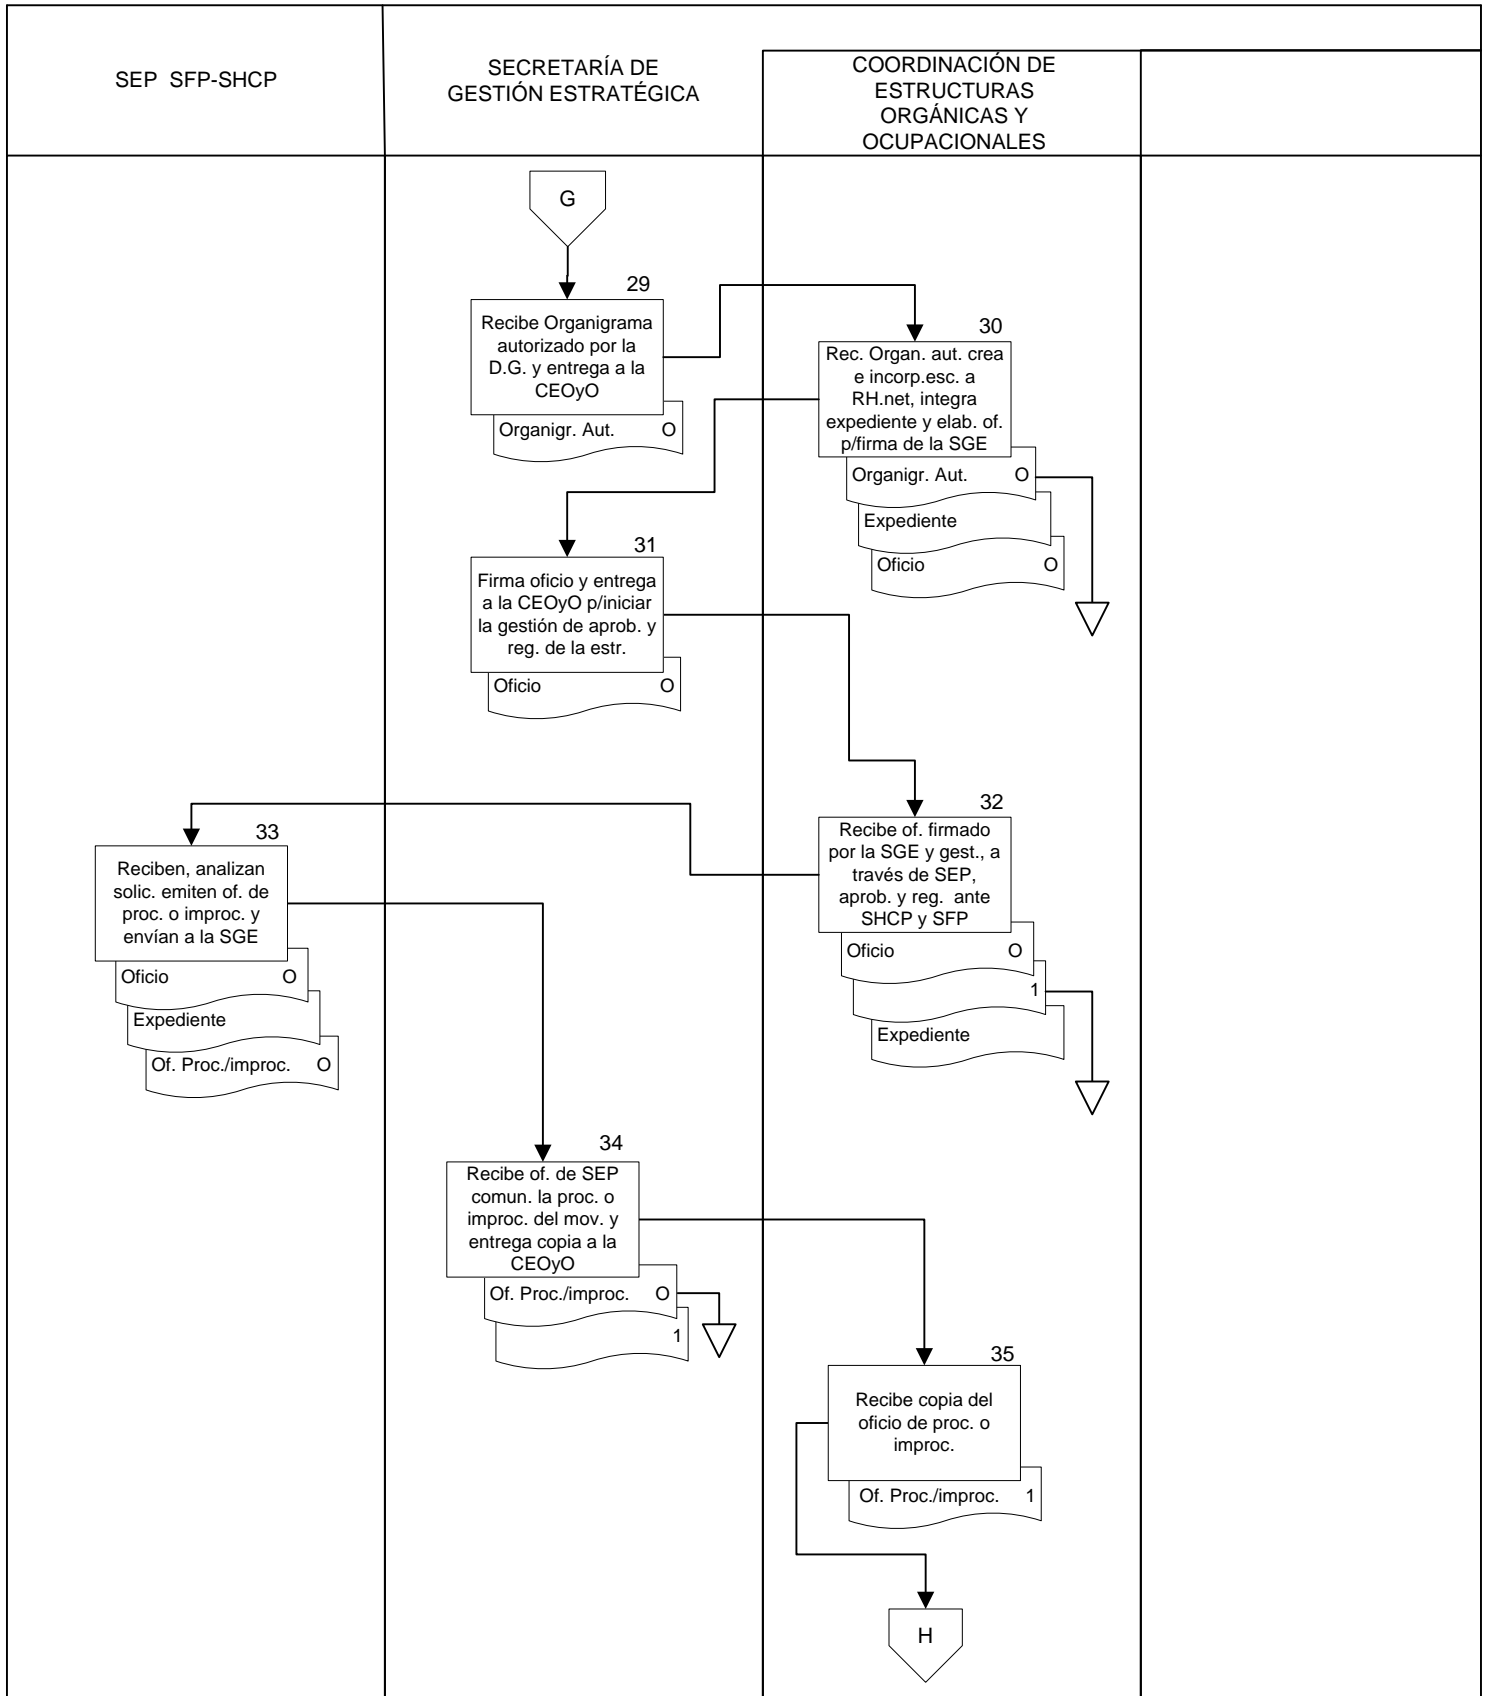 SEP SFP-SHCP
SECRETARÍA DE
GESTIÓN ESTRATÉGICA
COORDINACIÓN DE
ESTRUCTURAS
ORGÁNICAS Y
OCUPACIONALES
G
29
Recibe Organigrama
autorizado por la
D.G. y entrega a la
CEOyO
Organigr. Aut. O
30
Rec. Organ. aut. crea
e incorp.esc. a
RH.net, integra
expediente y elab. of.
p/firma de la SGE
Organigr. Aut. O
Expediente
Oficio O
31
Firma oficio y entrega
a la CEOyO p/iniciar
la gestión de aprob. y
reg. de la estr.
Oficio O
32
Recibe of. firmado
por la SGE y gest., a
través de SEP,
aprob. y reg. ante
SHCP y SFP
Oficio O
1
Expediente
33
Reciben, analizan
solic. emiten of. de
proc. o improc. y
envían a la SGE
Oficio O
Expediente
Of. Proc./improc. O
34
Recibe of. de SEP
comun. la proc. o
improc. del mov. y
entrega copia a la
CEOyO
Of. Proc./improc. O
1
35
Recibe copia del
oficio de proc. o
improc.
Of. Proc./improc. 1
H